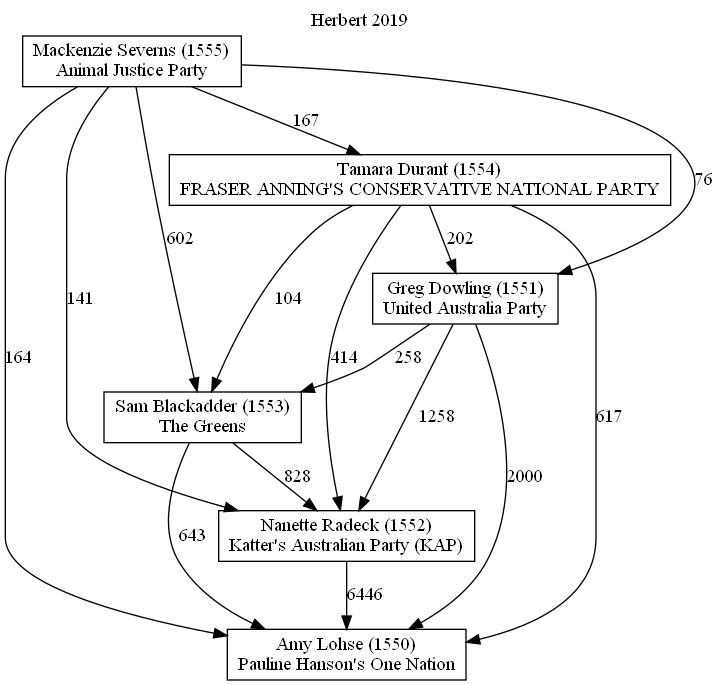 Herbert 2019
Mackenzie Severns (1555)
Animal Justice Party
167
Tamara Durant (1554)
FRASER ANNING'S CONSERVATIVE NATIONAL PARTY
76
602
202
141
104
Greg Dowling (1551)
United Australia Party
164
414
258
Sam Blackadder (1553)
The Greens
1258
617
828
2000
643
Nanette Radeck (1552)
Katter's Australian Party (KAP)
6446
Amy Lohse (1550)
Pauline Hanson's One Nation